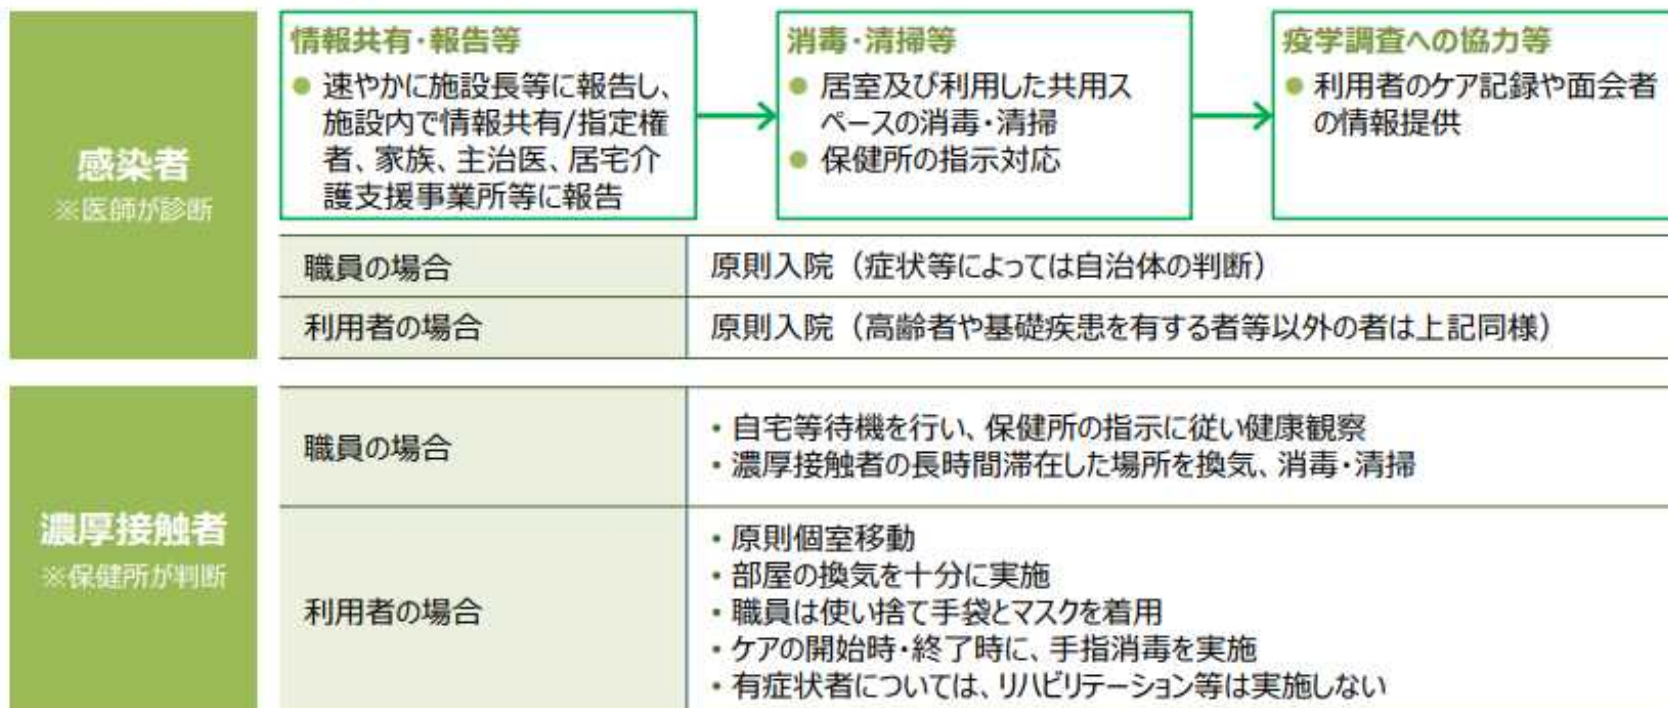 感染者
※医師が診断
情報共有・報告等
● 速やかに施設長等に報告し、
施設内で情報共有/指定権
者、家族、主治医、居宅介
護支援事業所等に報告
消毒・清掃等
● 居室及び利用した共用ス
ペースの消毒・清掃
● 保健所の指示対応
疫学調査への協力等
● 利用者のケア記録や面会者
の情報提供
職員の場合
原則入院（症状等によっては自治体の判断）
利用者の場合
原則入院（高齢者や基礎疾患を有する者等以外の者は上記同様）
濃厚接触者
※保健所が判断
職員の場合
・自宅等待機を行い、保健所の指示に従い健康観察
・濃厚接触者の長時間滞在した場所を換気、消毒・清掃
利用者の場合
・原則個室移動
・部屋の換気を十分に実施
・職員は使い捨て手袋とマスクを着用
・ケアの開始時・終了時に、手指消毒を実施
・有症状者については、リハビリテーション等は実施しない